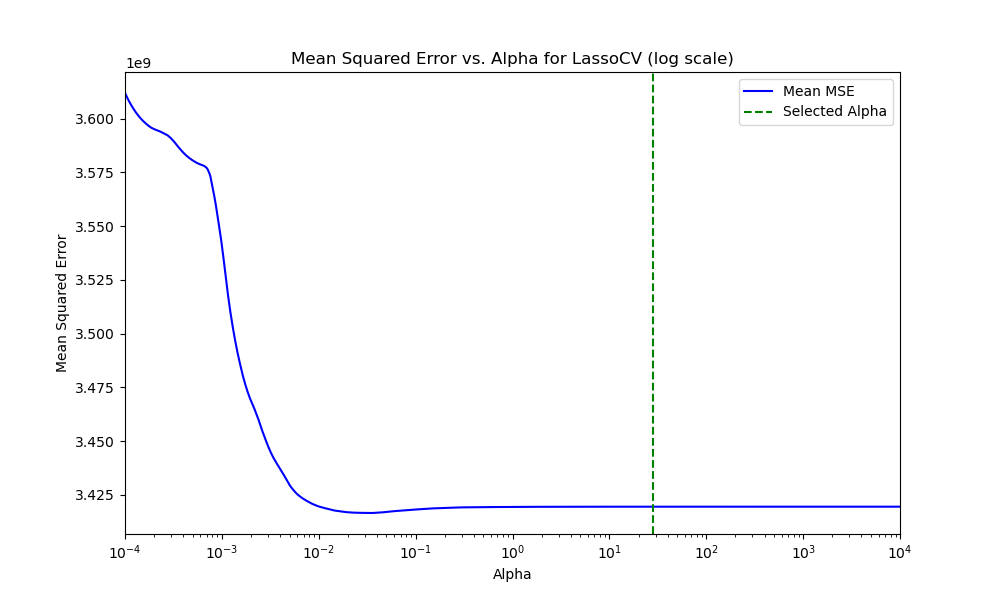 Mean Squared Error vs. Alpha for LassoCV (log scale)
1e9
Mean MSE
Selected Alpha
3.600
3.575
3.550
3.525
3.500
3.475
3.450
3.425
Mean Squared Error
10⁻⁴ 10⁻³ 10⁻² 10⁻¹ 10⁰ 10¹ 10² 10³ 10⁴
Alpha